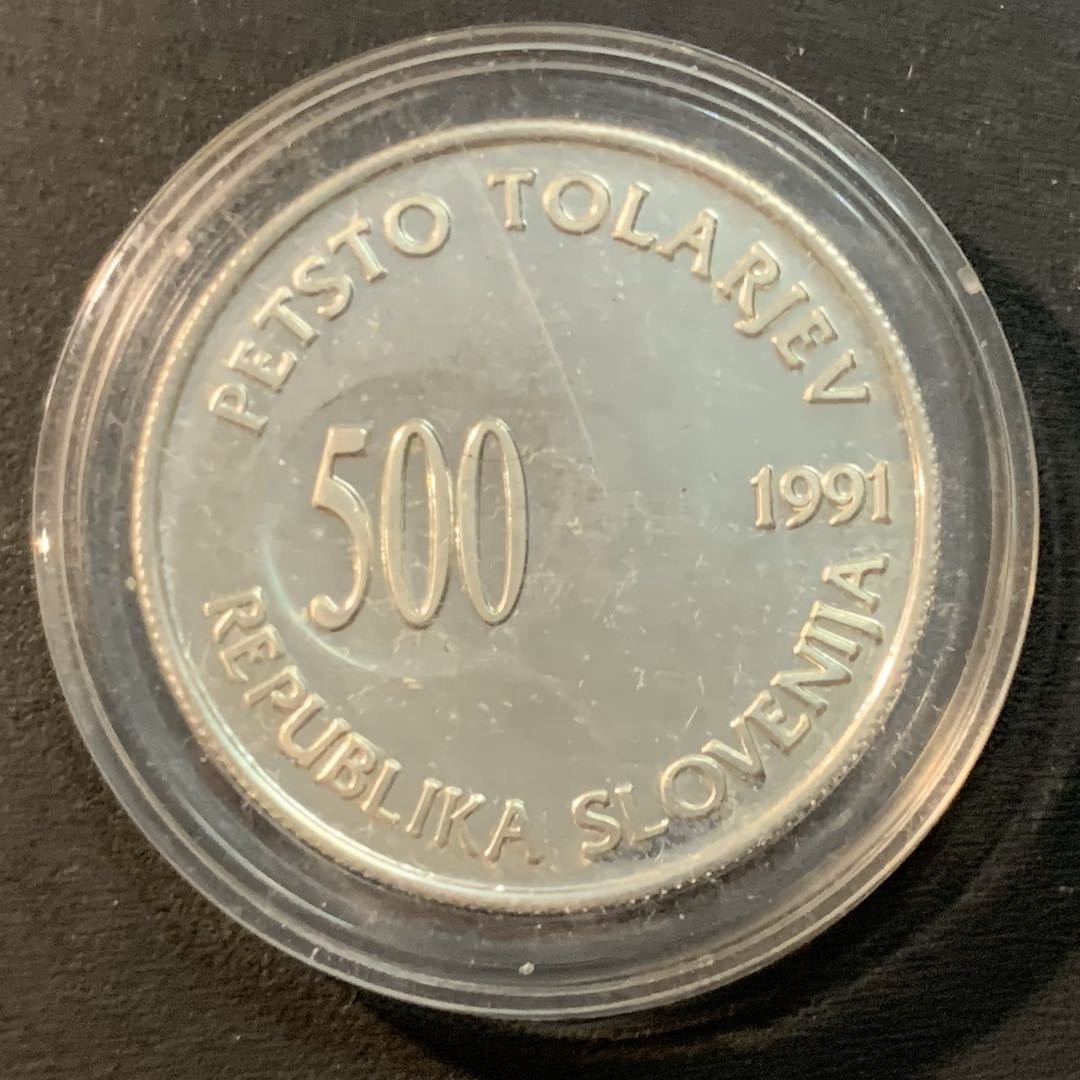 PETSTO TOLARJEV
500
1991
REPUBLIKA SLOVENIJA